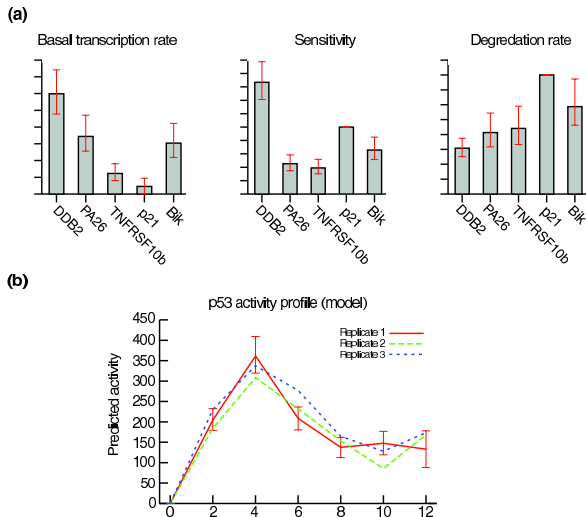 (a)
Basal transcription rate
Sensitivity
Degredation rate
DDB2
PA26
TNFRSF10b
p21
Bik
DDB2
PA26
TNFRSF10b
p21
Bik
DDB2
PA26
TNFRSF10b
p21
Bik
(b)
p53 activity profile (model)
Predicted activity
450
400
350
300
250
200
150
100
50
0
Replicate 1
Replicate 2
Replicate 3
0 2 4 6 8 10 12